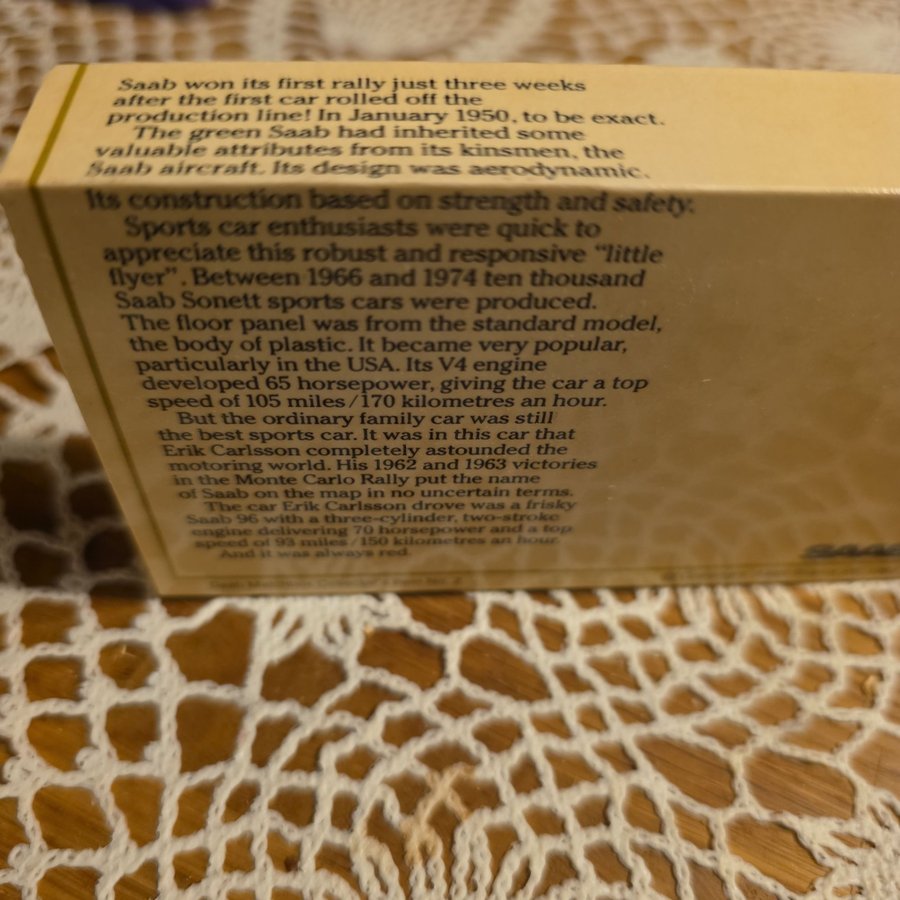 Saab won its first rally just three weeks
after the first car rolled off the
production line! In January 1950, to be exact.
The green Saab had inherited some
valuable attributes from its kinsmen, the
Saab aircraft. Its design was aerodynamic.
Its construction based on strength and safety.
Sports car enthusiasts were quick to
appreciate this robust and responsive "little
flyer". Between 1966 and 1974 ten thousand
Saab Sonett sports cars were produced.
The floor panel was from the standard model,
the body of plastic. It became very popular,
particularly in the USA. Its V4 engine
developed 65 horsepower, giving the car a top
speed of 105 miles/170 kilometres an hour.
But the ordinary family car was still
the best sports car. It was in this car that
Erik Carlsson completely astounded the
motoring world. His 1962 and 1963 victories
in the Monte Carlo Rally put the name
of Saab on the map in no uncertain terms.
The car Erik Carlsson drove was a frisky
Saab 96 with a three-cylinder, two-stroke
engine delivering 70 horsepower and a top
speed of 93 miles/150 kilometres an hour.
And it was always red.
SAAB